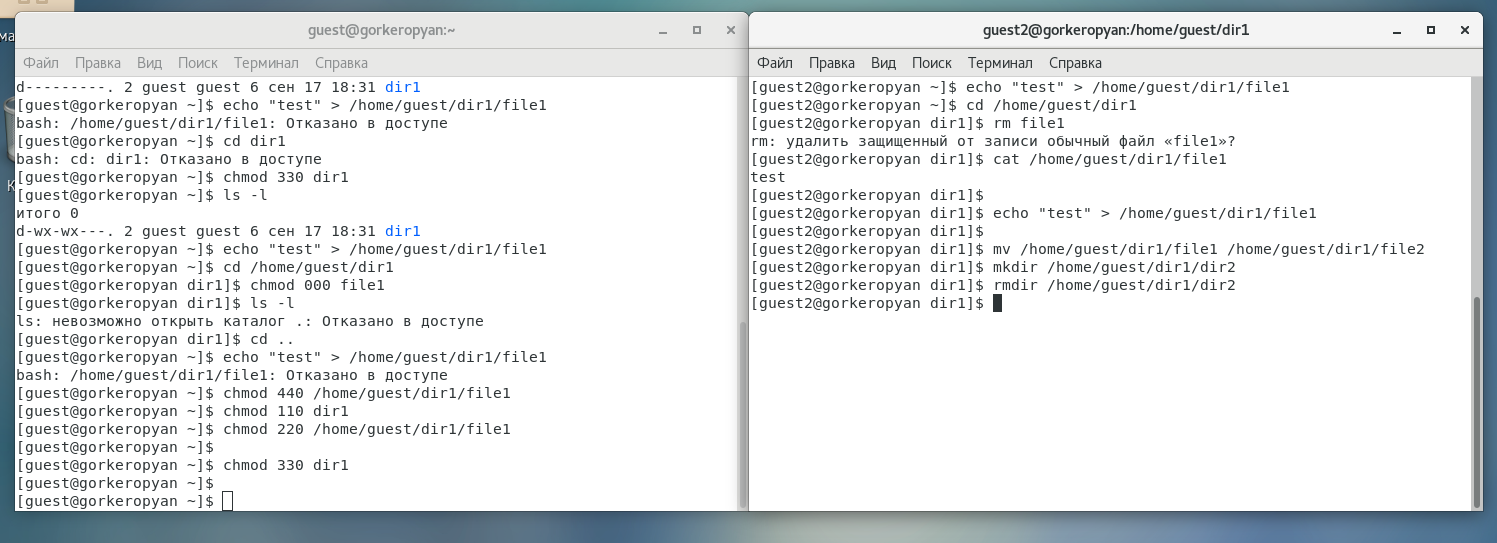 guest@gorkeropyan:~
Файл Правка Вид Поиск Терминал Справка
d---------. 2 guest guest 6 сен 17 18:31 dir1
[guest@gorkeropyan ~]$ echo "test" > /home/guest/dir1/file1
bash: /home/guest/dir1/file1: Отказано в доступе
[guest@gorkeropyan ~]$ cd dir1
bash: cd: dir1: Отказано в доступе
[guest@gorkeropyan ~]$ chmod 330 dir1
[guest@gorkeropyan ~]$ ls -l
итого 0
d-wx-wx---. 2 guest guest 6 сен 17 18:31 dir1
[guest@gorkeropyan ~]$ echo "test" > /home/guest/dir1/file1
[guest@gorkeropyan ~]$ cd /home/guest/dir1
[guest@gorkeropyan dir1]$ chmod 000 file1
[guest@gorkeropyan dir1]$ ls -l
ls: невозможно открыть каталог .: Отказано в доступе
[guest@gorkeropyan dir1]$ cd ..
[guest@gorkeropyan ~]$ echo "test" > /home/guest/dir1/file1
bash: /home/guest/dir1/file1: Отказано в доступе
[guest@gorkeropyan ~]$ chmod 440 /home/guest/dir1/file1
[guest@gorkeropyan ~]$ chmod 110 dir1
[guest@gorkeropyan ~]$ chmod 220 /home/guest/dir1/file1
[guest@gorkeropyan ~]$
[guest@gorkeropyan ~]$ chmod 330 dir1
[guest@gorkeropyan ~]$
[guest@gorkeropyan ~]$
guest2@gorkeropyan:/home/guest/dir1
Файл Правка Вид Поиск Терминал Справка
[guest2@gorkeropyan ~]$ echo "test" > /home/guest/dir1/file1
[guest2@gorkeropyan ~]$ cd /home/guest/dir1
[guest2@gorkeropyan dir1]$ rm file1
rm: удалить защищенный от записи обычный файл «file1»?
[guest2@gorkeropyan dir1]$ cat /home/guest/dir1/file1
test
[guest2@gorkeropyan dir1]$
[guest2@gorkeropyan dir1]$ echo "test" > /home/guest/dir1/file1
[guest2@gorkeropyan dir1]$
[guest2@gorkeropyan dir1]$ mv /home/guest/dir1/file1 /home/guest/dir1/file2
[guest2@gorkeropyan dir1]$ mkdir /home/guest/dir1/dir2
[guest2@gorkeropyan dir1]$ rmdir /home/guest/dir1/dir2
[guest2@gorkeropyan dir1]$